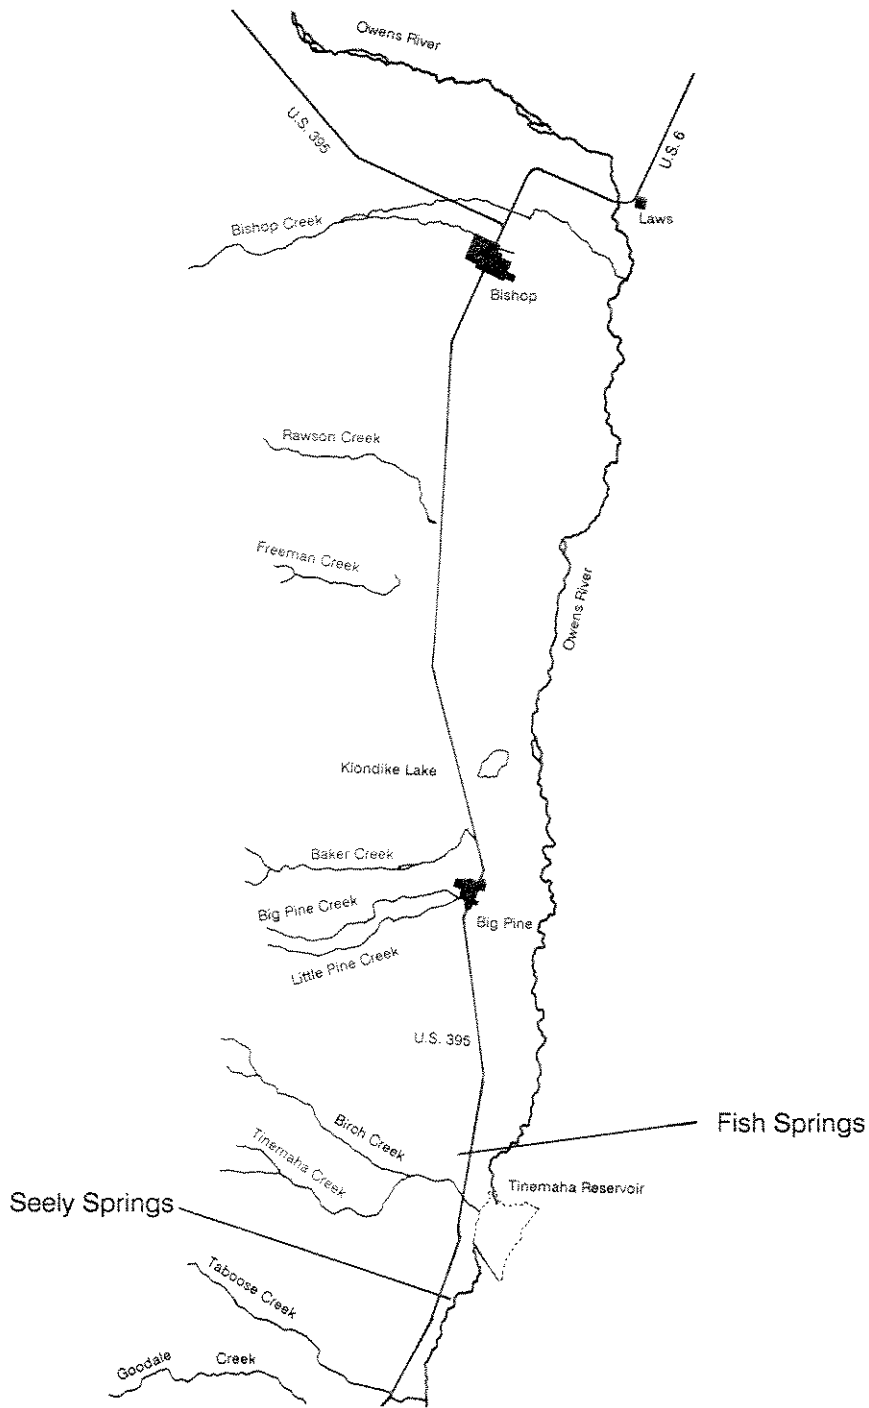 Owens River
U.S. 395
U.S. 6
Laws
Bishop Creek
Bishop
Rawson Creek
Freeman Creek
Owens River
Klondike Lake
Baker Creek
Big Pine Creek
Big Pine
Little Pine Creek
U.S. 395
Fish Springs
Birch Creek
Tinemaha Creek
Tinemaha Reservoir
Seely Springs
Taboose Creek
Goodale Creek